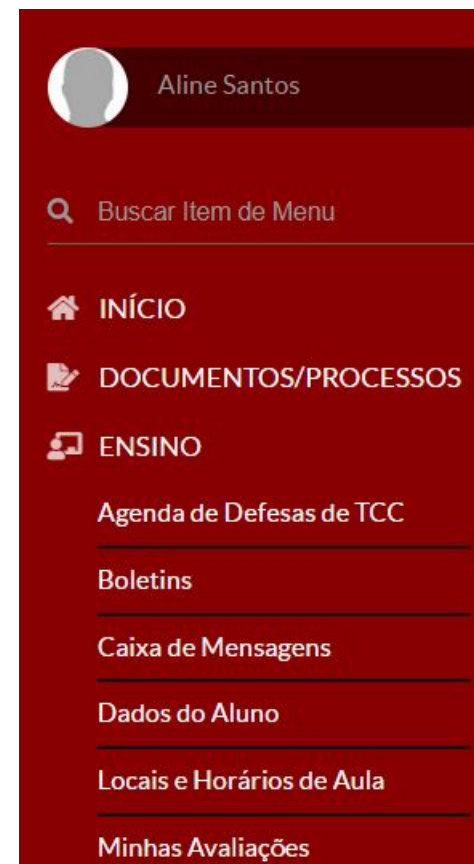 Aline Santos
Buscar Item de Menu
INÍCIO
DOCUMENTOS/PROCESSOS
ENSINO
Agenda de Defesas de TCC
Boletins
Caixa de Mensagens
Dados do Aluno
Locais e Horários de Aula
Minhas Avaliações